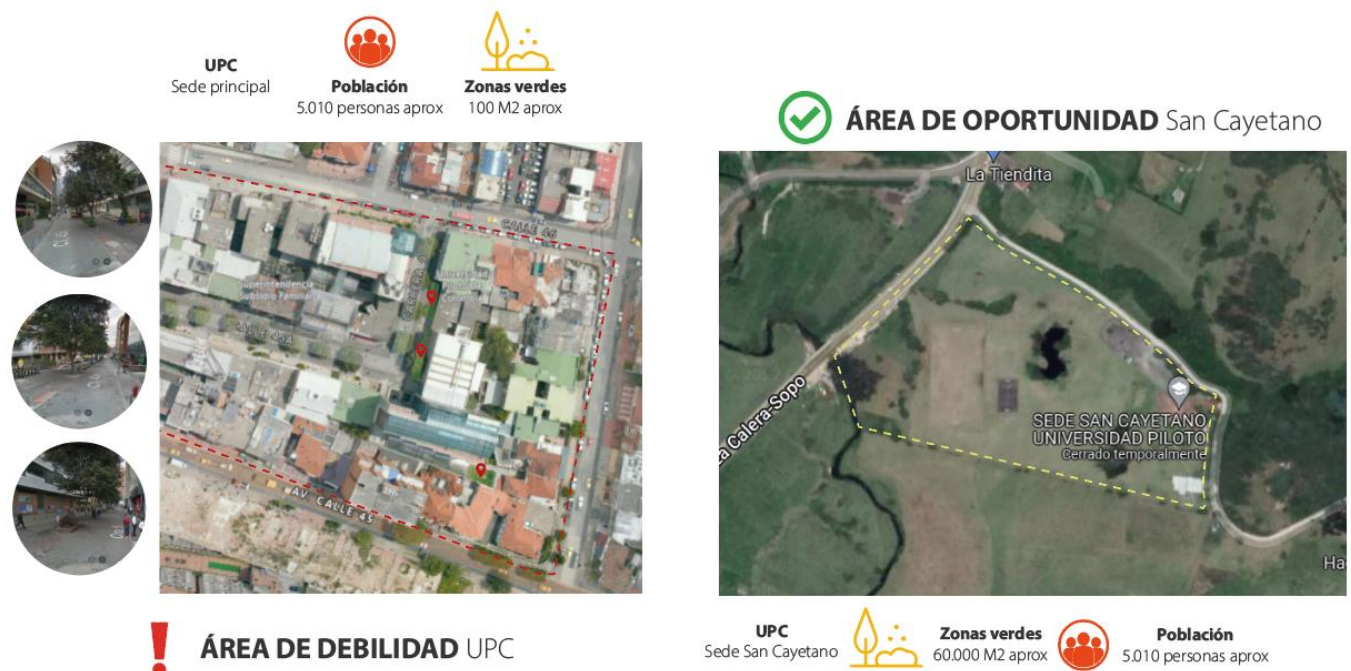 UPC
Sede principal
Población
5.010 personas aprox
Zonas verdes
100 M2 aprox
ÁREA DE OPORTUNIDAD San Cayetano
CALLE 46
Superintendencia
Subsidio Familiar
Universidad
CALLE 45A
AV. CALLE 45
La Tiendita
La Calera-Sopo
SEDE SAN CAYETANO
UNIVERSIDAD PILOTO
Cerrado temporalmente
ÁREA DE DEBILIDAD UPC
UPC
Sede San Cayetano
Zonas verdes
60.000 M2 aprox
Población
5.010 personas aprox